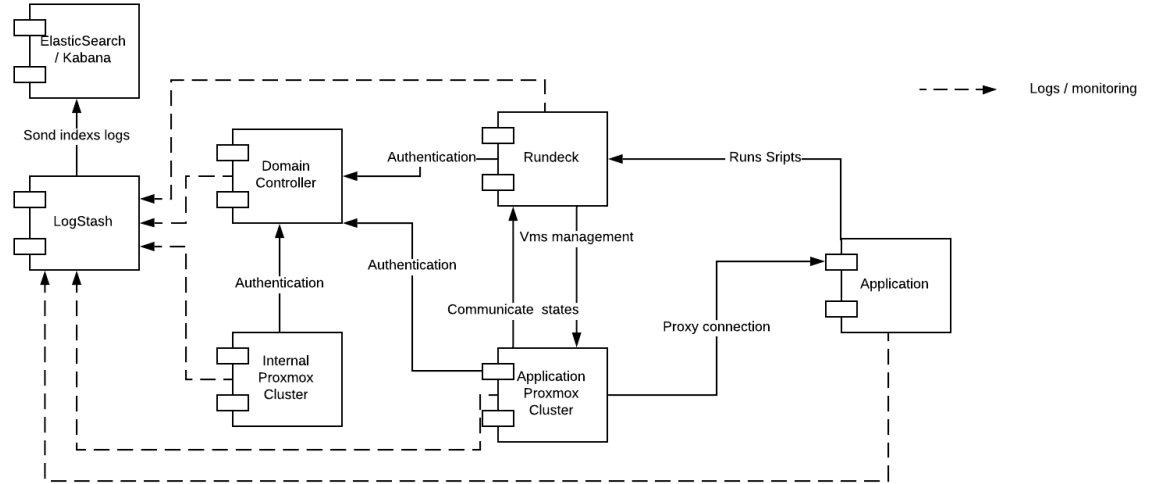 ElasticSearch
/ Kabana
Logs / monitoring
Sond indexs logs
Domain
Controller
Authentication
Rundeck
Runs Sripts
LogStash
Vms management
Authentication
Authentication
Application
Communicate states
Proxy connection
Internal
Proxmox
Cluster
Application
Proxmox
Cluster